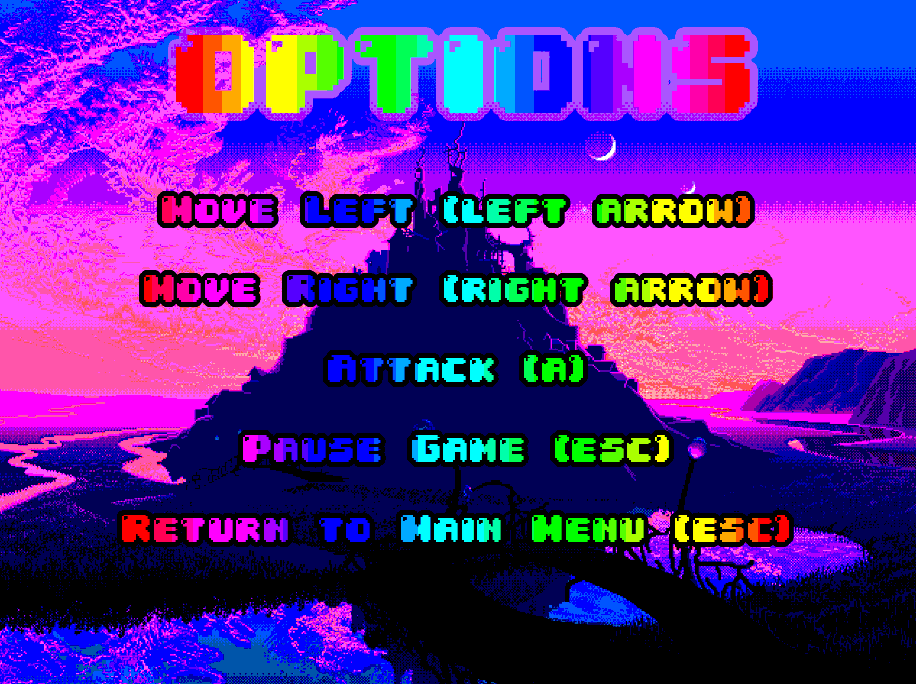 OPTIONS
Move Left (left arrow)
Move Right (right arrow)
Attack (A)
Pause Game (esc)
Return to Main Menu (esc)